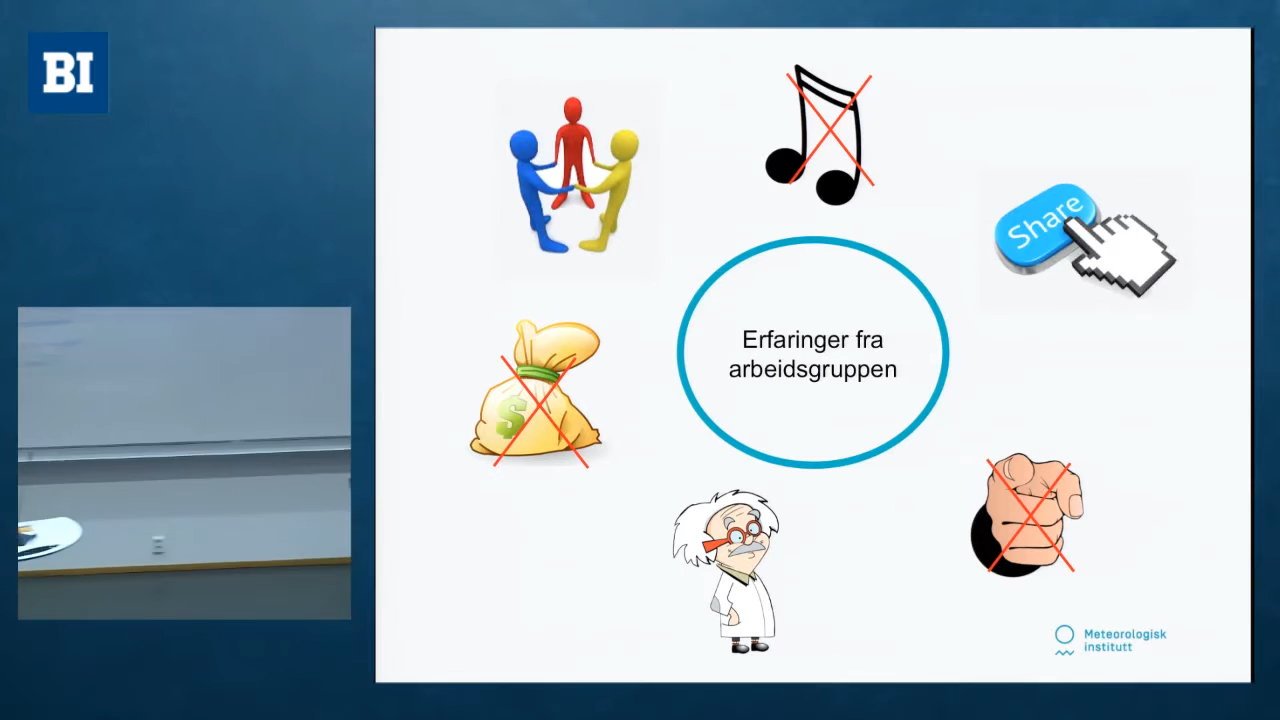 BI
Share
Erfaringer fra
arbeidsgruppen
$
Meteorologisk
institutt